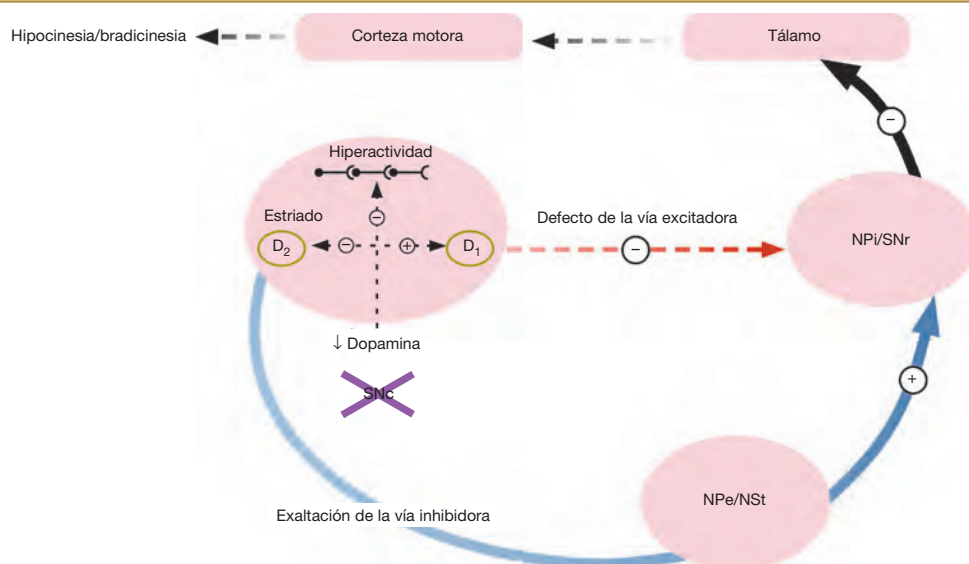 Hipocinesia/bradicinesia
Corteza motora
Tálamo
−
Hiperactividad
−
Estriado
D2
−
+
D1
Defecto de la vía excitadora
−
NPi/SNr
↓ Dopamina
SNc
+
NPe/NSt
Exaltación de la vía inhibidora